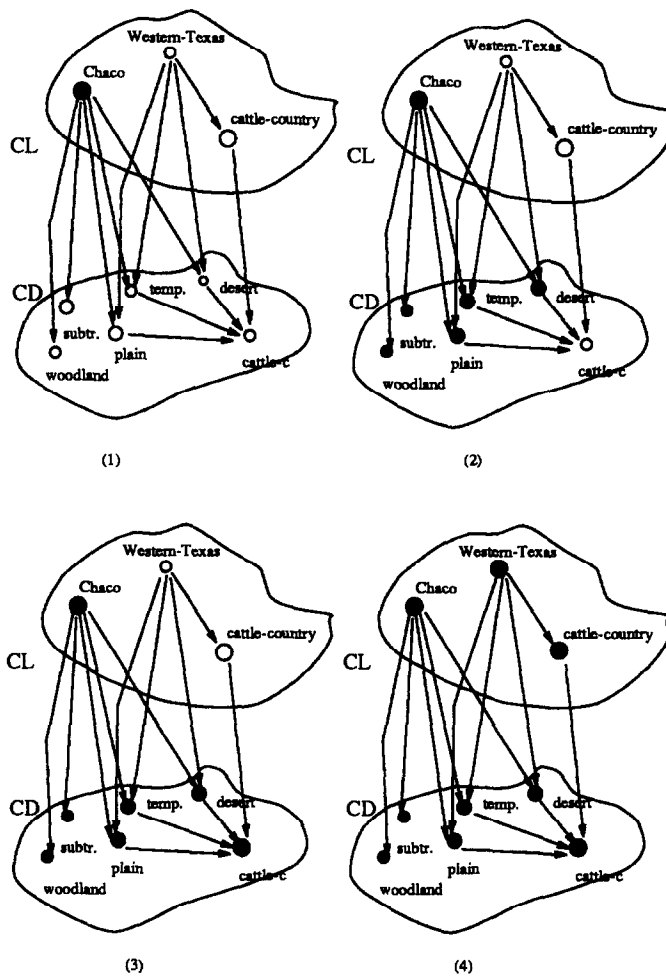 Western-Texas
Chaco
cattle-country
CL
CD
temp.
desert
subtr.
plain
cattle-c
woodland
(1)
Western-Texas
Chaco
cattle-country
CL
CD
temp.
desert
subtr.
plain
cattle-c
woodland
(2)
Western-Texas
Chaco
cattle-country
CL
CD
temp.
desert
subtr.
plain
cattle-c
woodland
(3)
Western-Texas
Chaco
cattle-country
CL
CD
temp.
desert
subtr.
plain
cattle-c
woodland
(4)